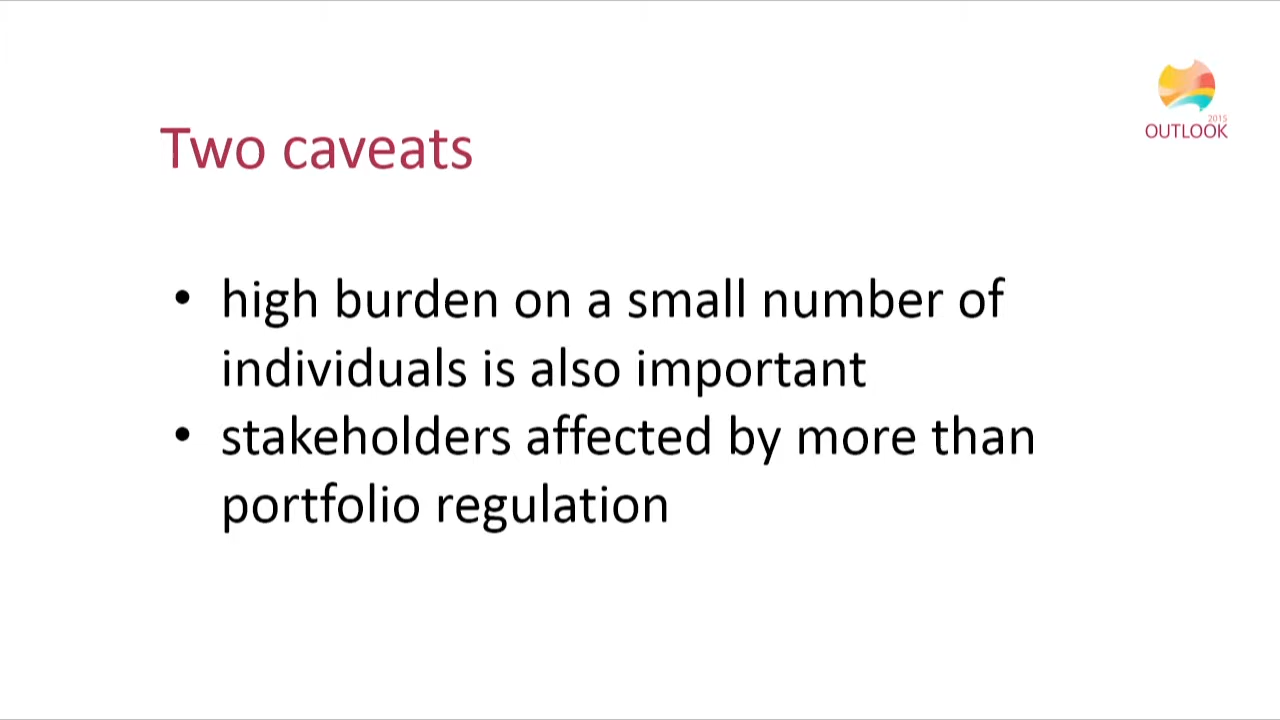 2015
OUTLOOK
Two caveats
• high burden on a small number of
individuals is also important
• stakeholders affected by more than
portfolio regulation